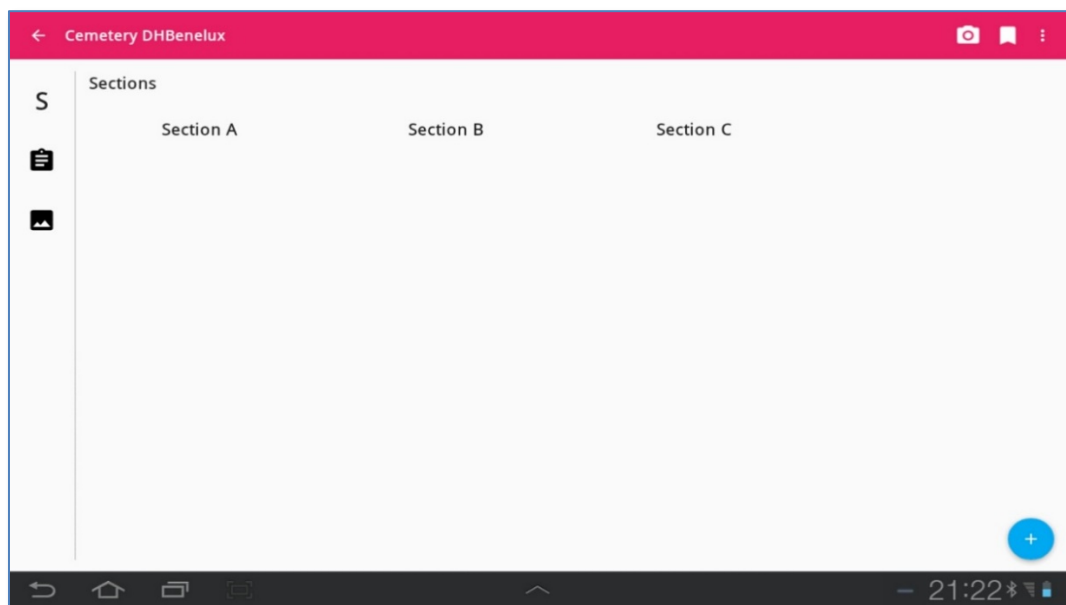 Cemetery DHBenelux
S
Sections
Section A Section B Section C
+
21:22